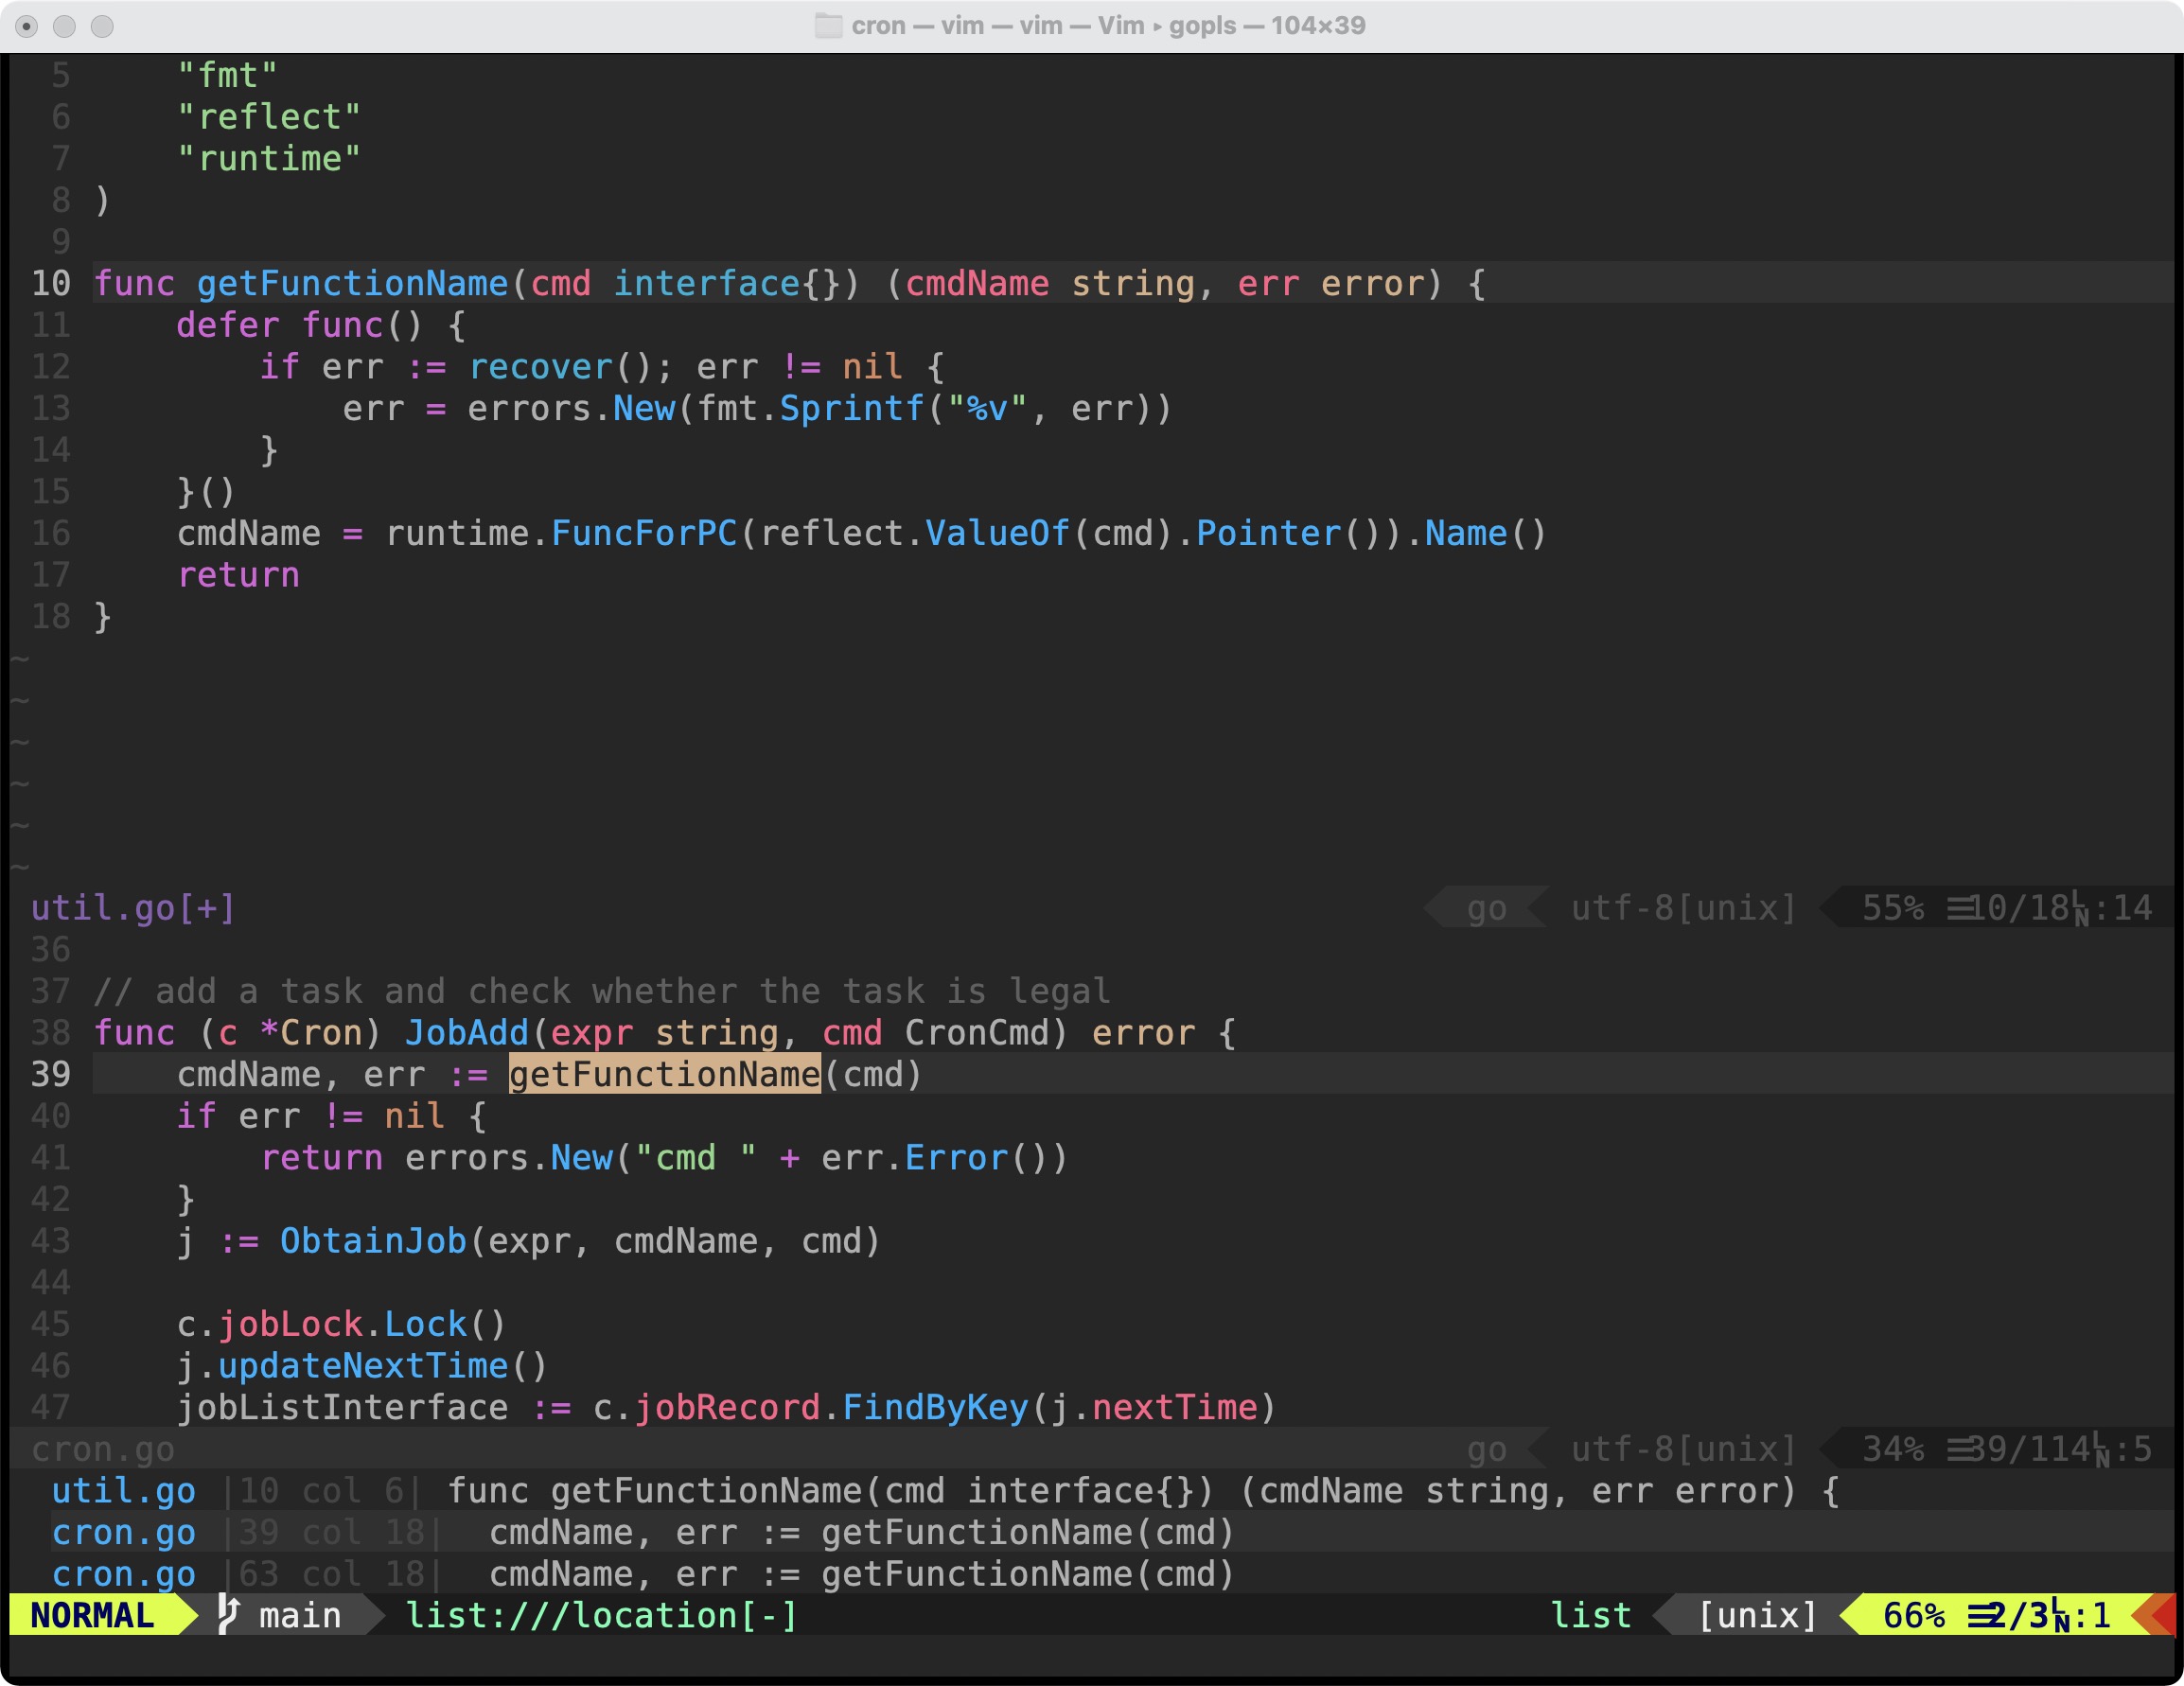 cron — vim — vim — Vim ▸ gopls — 104×39
5     "fmt"
6     "reflect"
7     "runtime"
8 )
9
10 func getFunctionName(cmd interface{}) (cmdName string, err error) {
11     defer func() {
12         if err := recover(); err != nil {
13             err = errors.New(fmt.Sprintf("%v", err))
14         }
15     }()
16     cmdName = runtime.FuncForPC(reflect.ValueOf(cmd).Pointer()).Name()
17     return
18 }
~
~
~
~
~
~
util.go[+] go utf-8[unix] 55% ☰10/18␤:14
36
37 // add a task and check whether the task is legal
38 func (c *Cron) JobAdd(expr string, cmd CronCmd) error {
39     cmdName, err := getFunctionName(cmd)
40     if err != nil {
41         return errors.New("cmd " + err.Error())
42     }
43     j := ObtainJob(expr, cmdName, cmd)
44
45     c.jobLock.Lock()
46     j.updateNextTime()
47     jobListInterface := c.jobRecord.FindByKey(j.nextTime)
cron.go go utf-8[unix] 34% ☰39/114␤:5
util.go |10 col 6| func getFunctionName(cmd interface{}) (cmdName string, err error) {
cron.go |39 col 18|  cmdName, err := getFunctionName(cmd)
cron.go |63 col 18|  cmdName, err := getFunctionName(cmd)
NORMAL main list:///location[-] list [unix] 66% ☰2/3␤:1